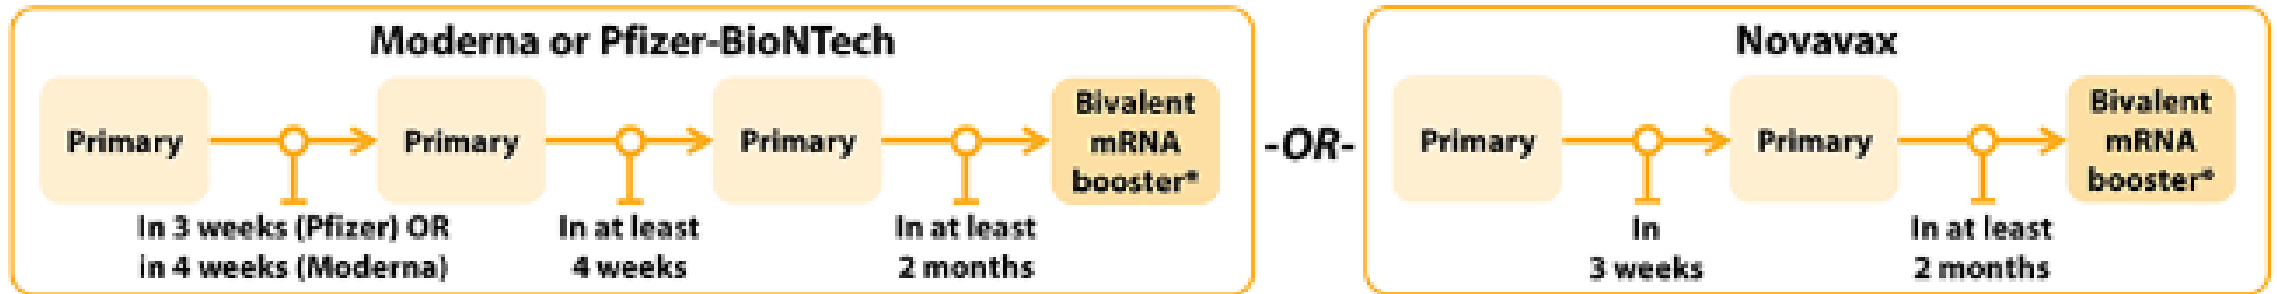 Moderna or Pfizer-BioNTech
Primary
In 3 weeks (Pfizer) OR
in 4 weeks (Moderna)
Primary
In at least
4 weeks
Primary
In at least
2 months
Bivalent
mRNA
booster*
-OR-
Novavax
Primary
In
3 weeks
Primary
In at least
2 months
Bivalent
mRNA
booster*